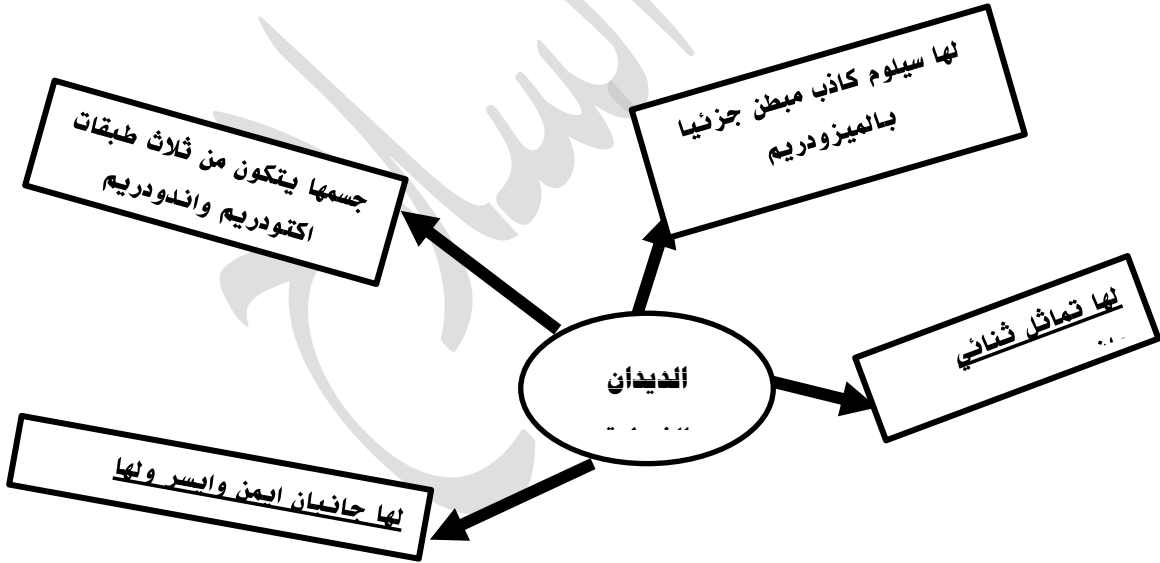 لها سيلوم كاذب مبطن جزئيا
بالميزودريم
جسمها يتكون من ثلاث طبقات
اكتودريم واندودريم
لها تماثل ثنائي
الديدان
لها جانبان ايمن وايسر ولها